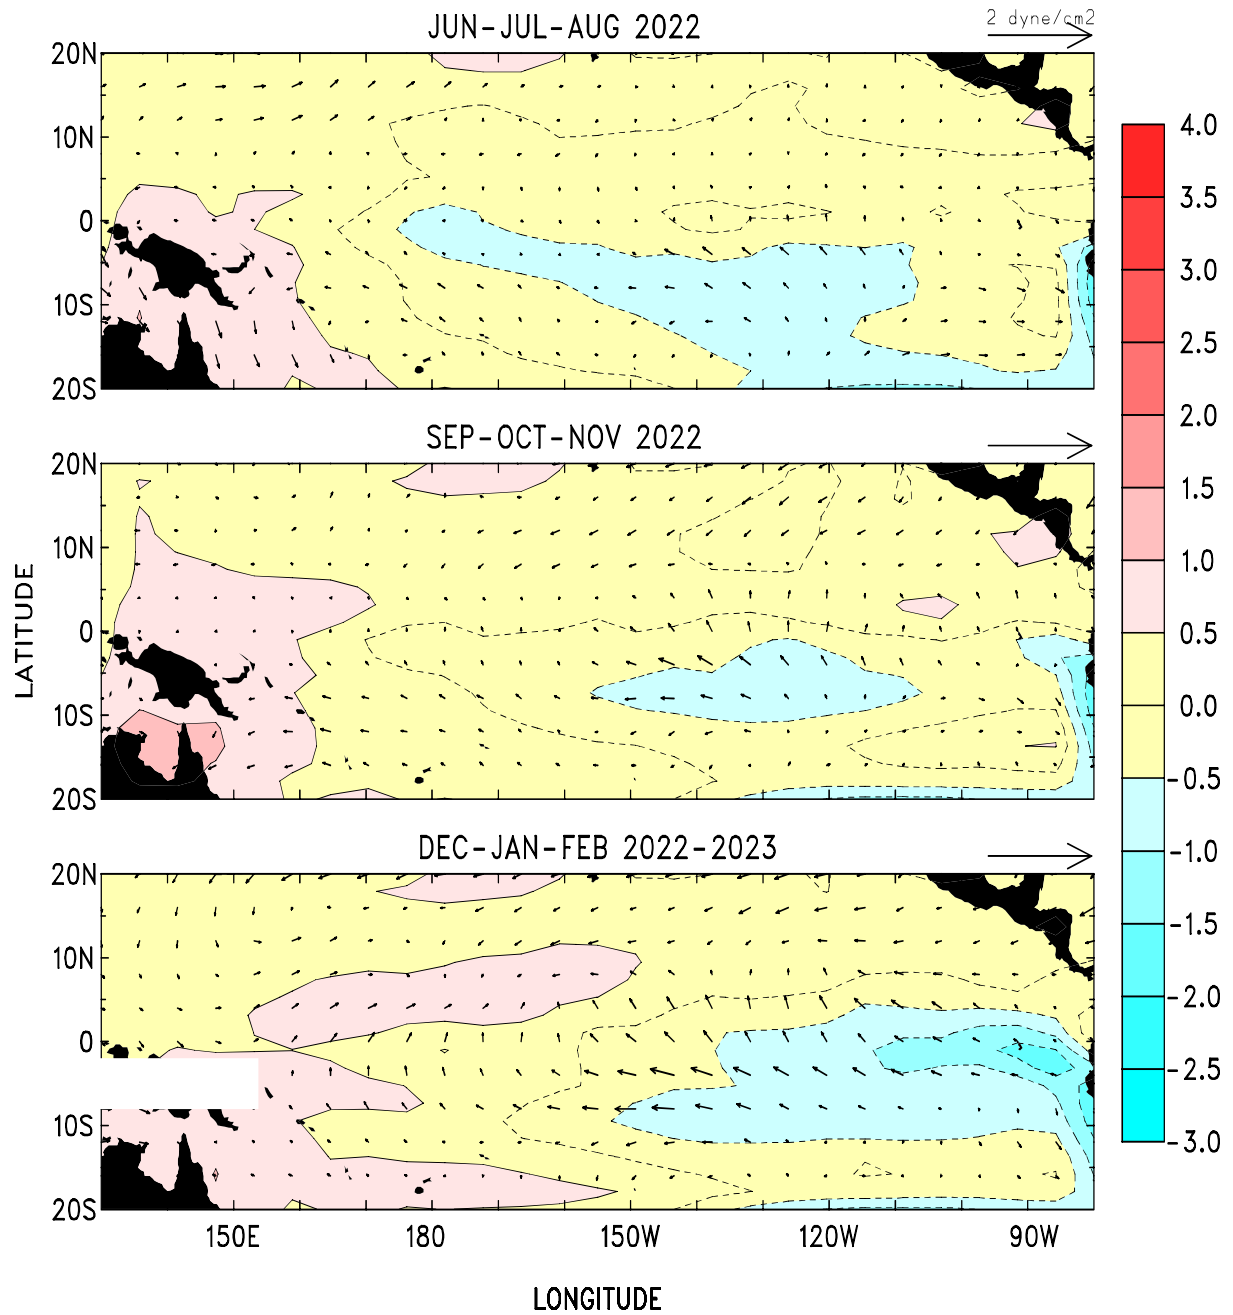 JUN-JUL-AUG 2022
2 dyne/cm2
20N
10N
0
10S
20S
SEP-OCT-NOV 2022
20N
10N
0
10S
20S
LATITUDE
DEC-JAN-FEB 2022-2023
20N
10N
0
10S
20S
150E 180 150W 120W 90W
LONGITUDE
4.0
3.5
3.0
2.5
2.0
1.5
1.0
0.5
0.0
-0.5
-1.0
-1.5
-2.0
-2.5
-3.0